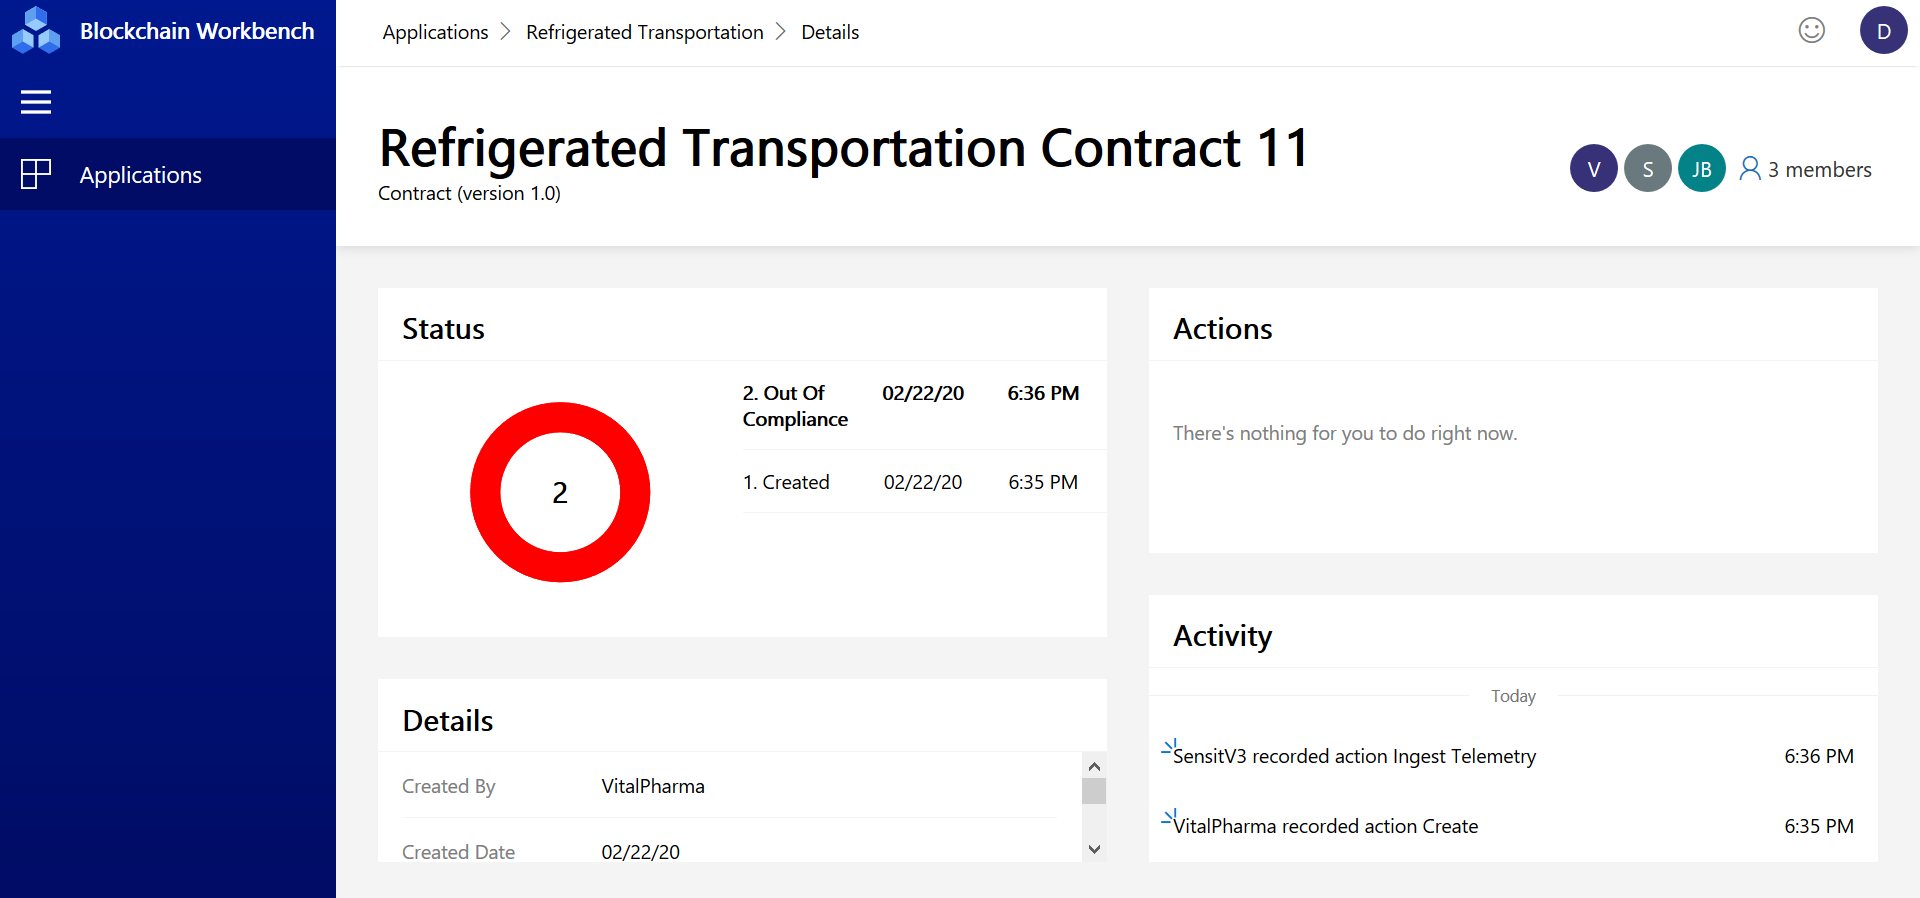 Blockchain Workbench
Applications
Applications
Refrigerated Transportation
Details
D
Refrigerated Transportation Contract 11
Contract (version 1.0)
V
S
JB
3 members
Status
2
2. Out Of
Compliance
02/22/20
6:36 PM
1. Created
02/22/20
6:35 PM
Details
Created By
VitalPharma
Created Date
02/22/20
Actions
There's nothing for you to do right now.
Activity
Today
SensitV3 recorded action Ingest Telemetry
6:36 PM
VitalPharma recorded action Create
6:35 PM